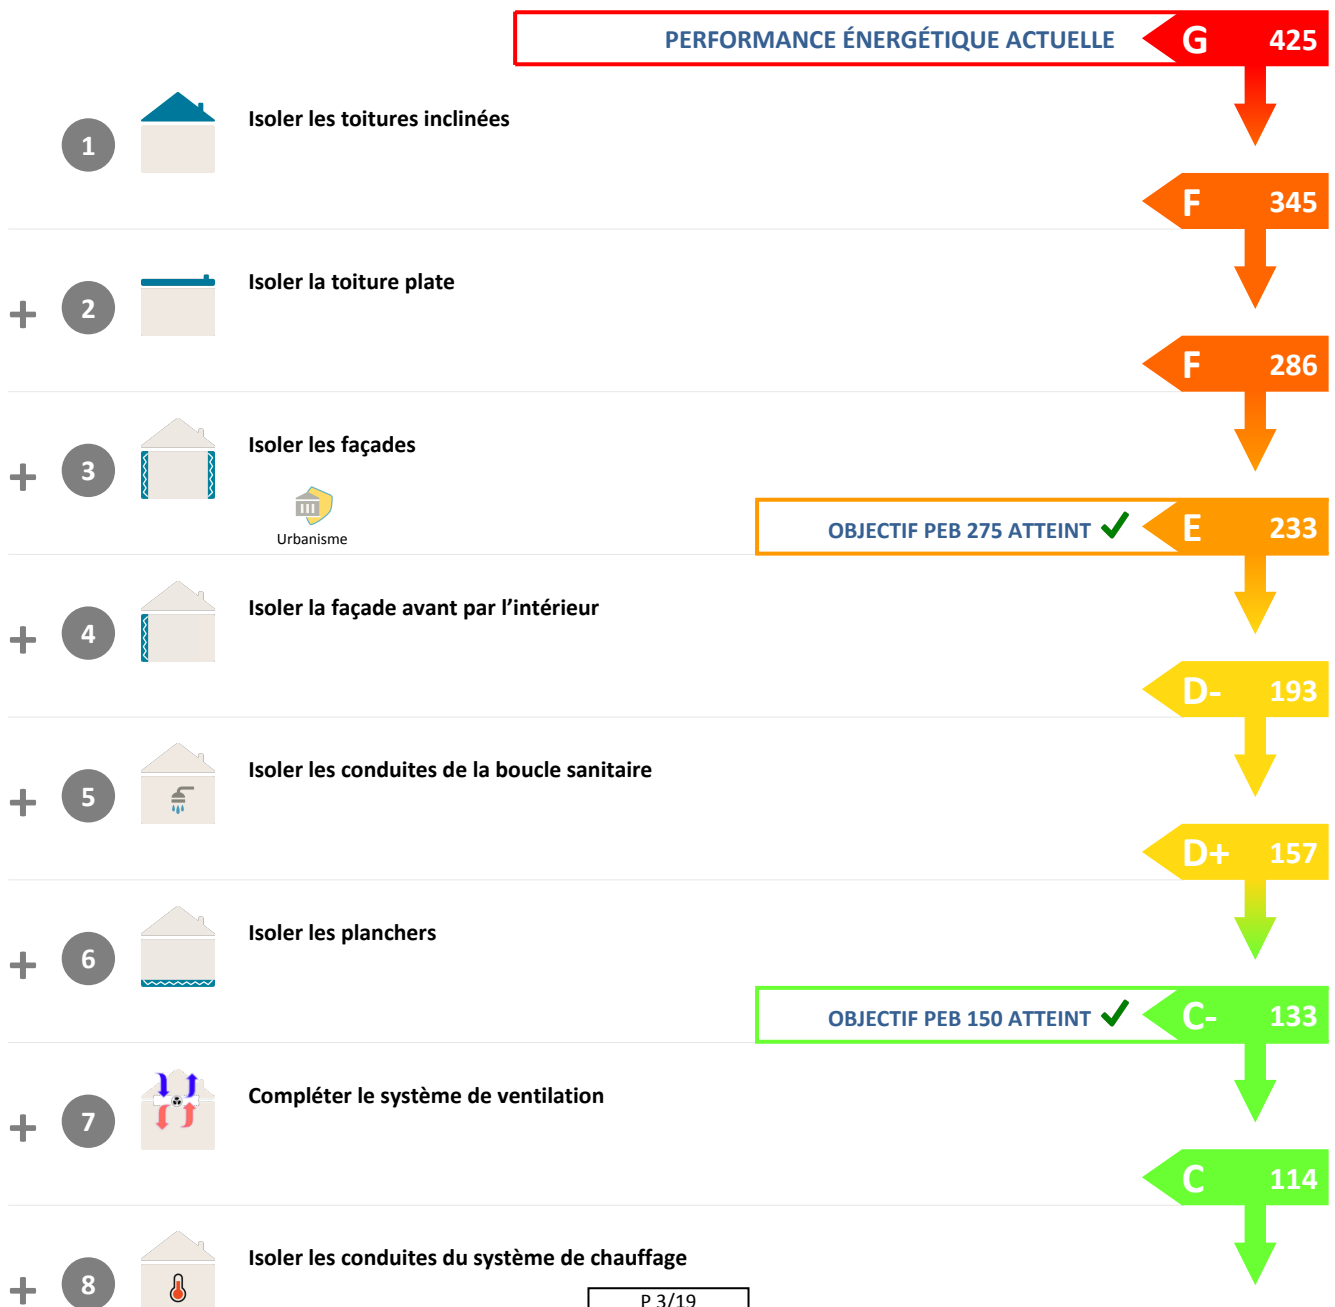 PERFORMANCE ÉNERGÉTIQUE ACTUELLE G 425
1 Isoler les toitures inclinées
F 345
+ 2 Isoler la toiture plate
F 286
+ 3 Isoler les façades
Urbanisme
OBJECTIF PEB 275 ATTEINT ✓ E 233
+ 4 Isoler la façade avant par l’intérieur
D- 193
+ 5 Isoler les conduites de la boucle sanitaire
D+ 157
+ 6 Isoler les planchers
OBJECTIF PEB 150 ATTEINT ✓ C- 133
+ 7 Compléter le système de ventilation
C 114
+ 8 Isoler les conduites du système de chauffage
P 3/19